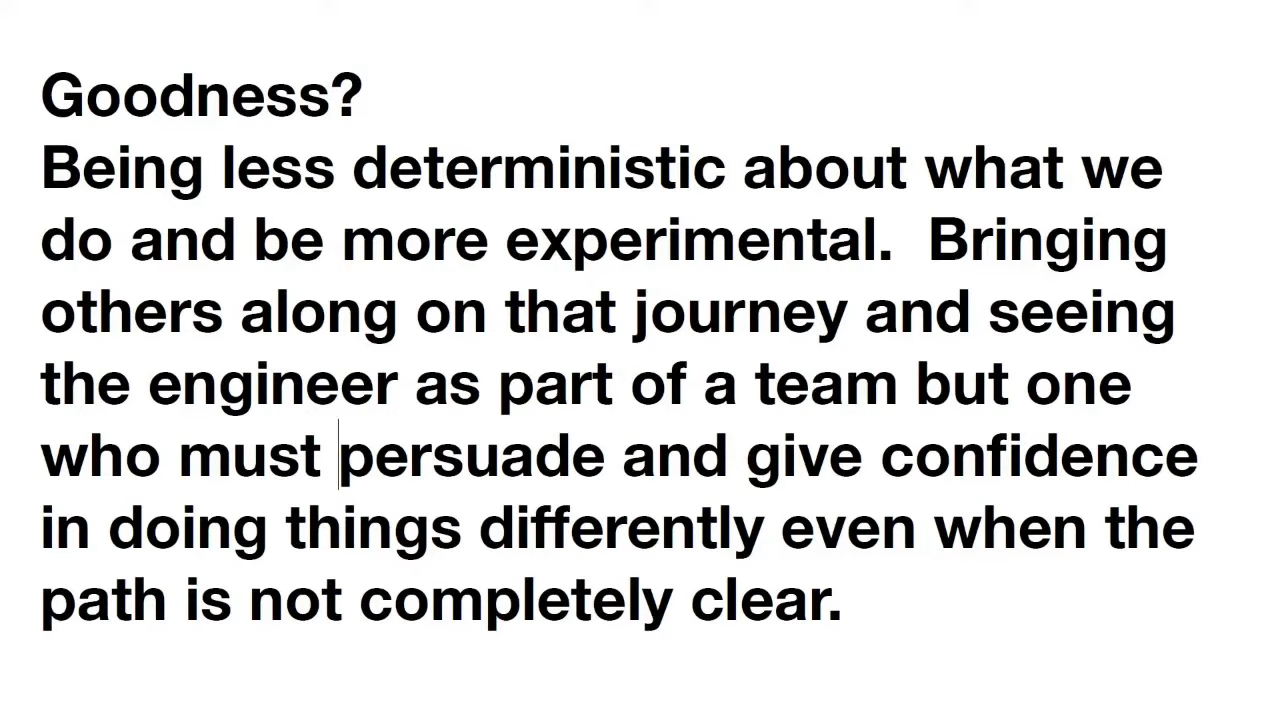 Goodness?
Being less deterministic about what we
do and be more experimental.  Bringing
others along on that journey and seeing
the engineer as part of a team but one
who must persuade and give confidence
in doing things differently even when the
path is not completely clear.